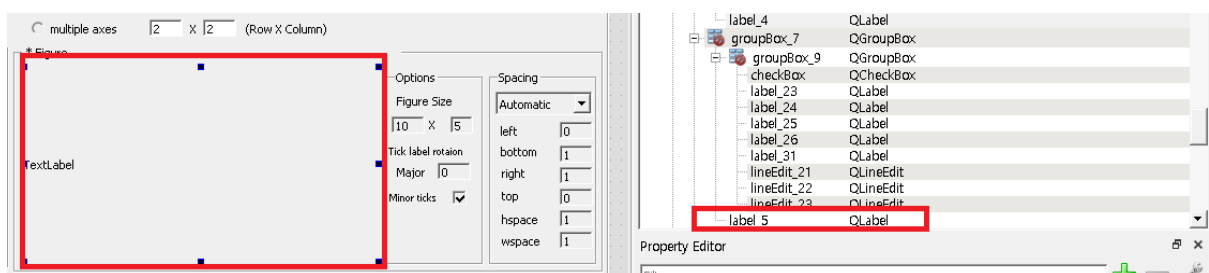 multiple axes 2 X 2 (Row X Column)
* Figure
TextLabel
Options
Figure Size
10 X 5
Tick label rotaion
Major 0
Minor ticks
Spacing
Automatic
left 0
bottom 1
right 1
top 0
hspace 1
wspace 1
label_4 QLabel
groupBox_7 QGroupBox
groupBox_9 QGroupBox
checkBox QCheckBox
label_23 QLabel
label_24 QLabel
label_25 QLabel
label_26 QLabel
label_31 QLabel
lineEdit_21 QLineEdit
lineEdit_22 QLineEdit
lineEdit_23 QLineEdit
label_5 QLabel
Property Editor